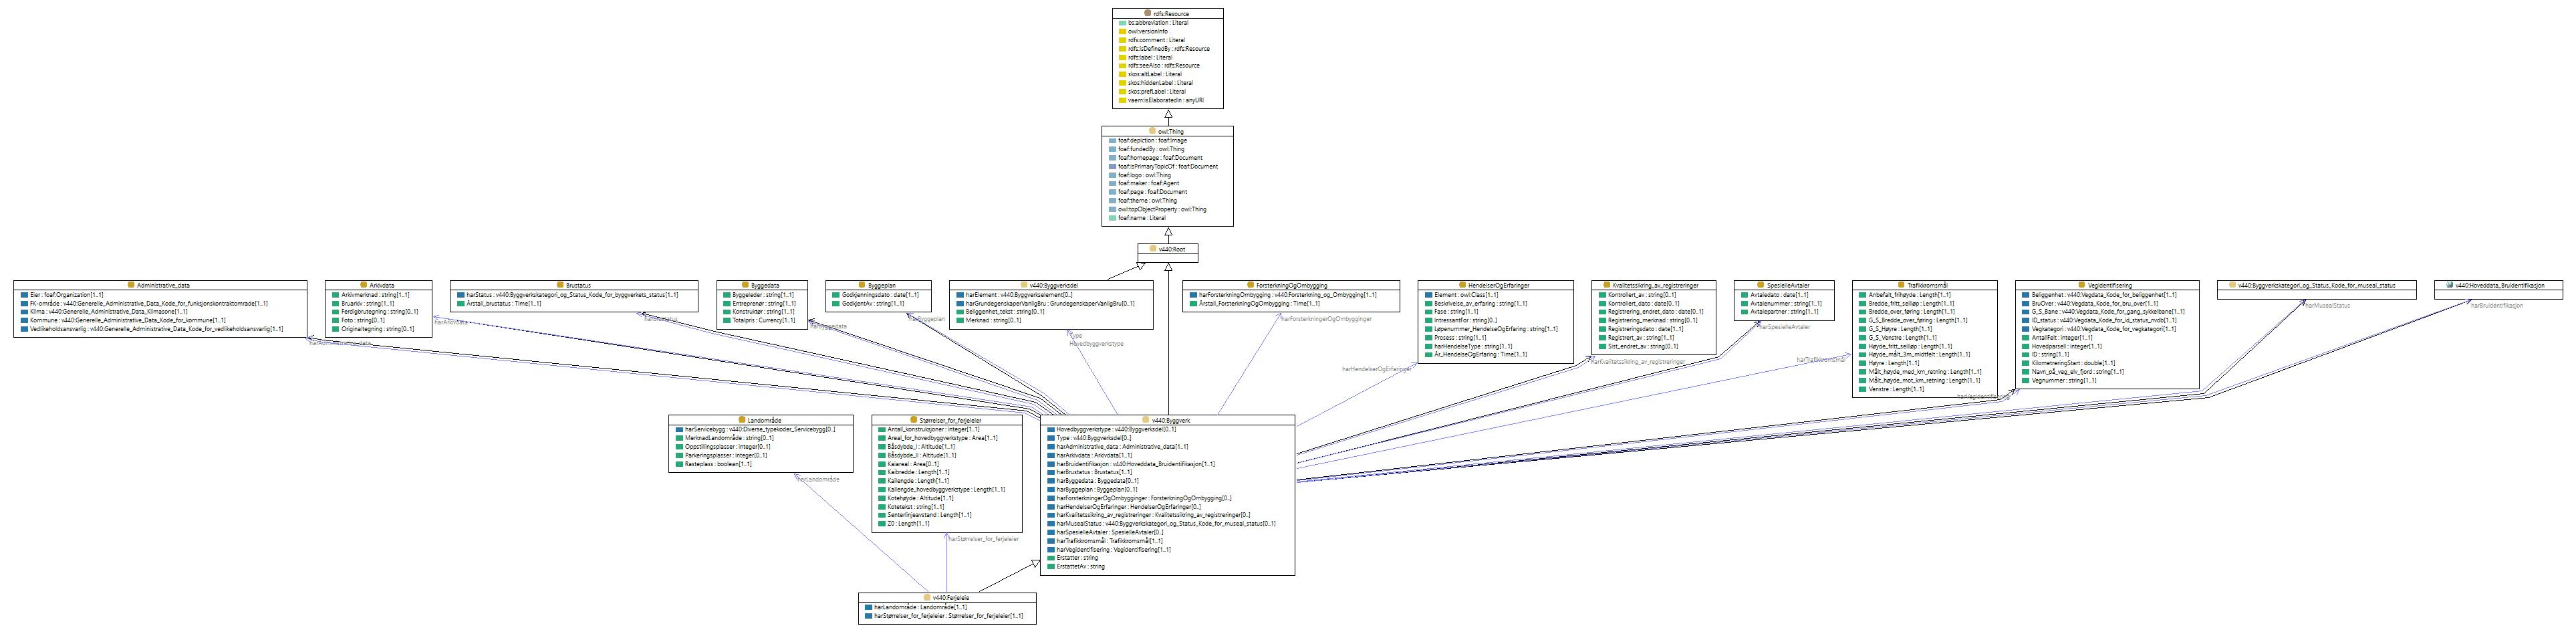 rdfs:Resource
bs:abbreviation : Literal
owl:versionInfo
rdfs:comment : Literal
rdfs:isDefinedBy : rdfs:Resource
rdfs:label : Literal
rdfs:seeAlso : rdfs:Resource
skos:altLabel : Literal
skos:hiddenLabel : Literal
skos:prefLabel : Literal
vaem:isElaboratedIn : anyURI
owl:Thing
foaf:depiction : foaf:Image
foaf:fundedBy : owl:Thing
foaf:homepage : foaf:Document
foaf:isPrimaryTopicOf : foaf:Document
foaf:logo : owl:Thing
foaf:maker : foaf:Agent
foaf:page : foaf:Document
foaf:theme : owl:Thing
owl:topObjectProperty : owl:Thing
foaf:name : Literal
v440:Root
Administrative_data
Eier : foaf:Organization[1..1]
FK-område : v440:Generelle_Administrative_Data_Kode_for_funksjonskontraktomrade[1..1]
Klima : v440:Generelle_Administrative_Data_Klimasone[1..1]
Kommune : v440:Generelle_Administrative_Data_Kode_for_kommune[1..1]
Vedlikeholdsansvarlig : v440:Generelle_Administrative_Data_Kode_for_vedlikeholdsansvarlig[1..1]
Arkivdata
Arkivmerknad : string[1..1]
Bruarkiv : string[1..1]
Ferdigbrutegning : string[0..1]
Foto : string[0..1]
Originaltegning : string[0..1]
Brustatus
harStatus : v440:Byggverkskategori_og_Status_Kode_for_byggverkets_status[1..1]
Årstall_brustatus : Time[1..1]
Byggedata
Byggeleder : string[1..1]
Entreprenør : string[1..1]
Konstruktør : string[1..1]
Totalpris : Currency[1..1]
Byggeplan
Godkjenningsdato : date[1..1]
GodkjentAv : string[1..1]
v440:Byggverksdel
harElement : v440:Byggverkselement[0..]
harGrundegenskaperVanligBru : GrundegenskaperVanligBru[0..1]
Beliggenhet_tekst : string[0..1]
Merknad : string[0..1]
ForsterkningOgOmbygging
harForsterkningOmbygging : v440:Forsterkning_og_Ombygging[1..1]
Årstall_ForsterkningOgOmbygging : Time[1..1]
HendelserOgErfaringer
Element : owl:Class[1..1]
Beskrivelse_av_erfaring : string[1..1]
Fase : string[0..1]
IntressantFor : string[0..]
Løpenummer_HendelseOgErfaring : string[1..1]
Prosess : string[1..1]
harHendelseType : string[0..1]
År_HendelseOgErfaring : Time[1..1]
Kvalitetssikring_av_registreringer
Kontrollert_av : string[0..1]
Kontrollert_dato : date[0..1]
Registrering_endret_dato : date[0..1]
Registrering_merknad : string[0..1]
Registreringsdato : date[1..1]
Registrert_av : string[1..1]
Sist_endret_av : string[0..1]
SpesielleAvtaler
Avtaledato : date[1..1]
Avtalenummer : string[1..1]
Avtalepartner : string[1..1]
Trafikkromsmål
Anbefalt_frihøyde : Length[1..1]
Bredde_fritt_seilløp : Length[1..1]
Bredde_over_føring : Length[1..1]
G_S_Bredde_over_føring : Length[1..1]
G_S_Høyre : Length[1..1]
G_S_Venstre : Length[1..1]
Høyde_fritt_seilløp : Length[1..1]
Høyde_målt_3m_midtfelt : Length[1..1]
Høyre : Length[1..1]
Målt_høyde_med_km_retning : Length[1..1]
Målt_høyde_mot_km_retning : Length[1..1]
Venstre : Length[1..1]
Vegidentifisering
Beliggenhet : v440:Vegdata_Kode_for_beliggenhet[1..1]
BruOver : v440:Vegdata_Kode_for_bru_over[1..1]
G_S_Bane : v440:Vegdata_Kode_for_gang_sykkelbane[1..1]
ID_status : v440:Vegdata_Kode_for_id_status_nvdb[1..1]
Vegkategori : v440:Vegdata_Kode_for_vegkategori[1..1]
AntallFelt : integer[1..1]
Hovedparsell : integer[1..1]
ID : string[1..1]
KilometreringStart : double[1..1]
Navn_på_veg_elv_fjord : string[1..1]
Vegnummer : string[1..1]
v440:Byggverkskategori_og_Status_Kode_for_museal_status
v440:Hoveddata_Bruidentifikasjon
harArkivdata
Type
Hovedbyggverkstype
harForsterkningerOgOmbygginger
harHendelserOgErfaringer
harKvalitetssikring_av_registreringer
harSpesielleAvtaler
harTrafikkromsmål
harMusealStatus
harBruidentifikasjon
Landområde
harServicebygg : v440:Diverse_typekoder_Servicebygg[0..]
MerknadLandområde : string[0..1]
Oppstillingsplasser : integer[0..1]
Parkeringsplasser : integer[0..1]
Rasteplass : boolean[1..1]
harLandområde
Størrelser_for_ferjeleier
Antall_konstruksjoner : integer[1..1]
Areal_for_hovedbyggverkstype : Area[1..1]
Båsdybde_I : Altitude[1..1]
Båsdybde_II : Altitude[1..1]
Kaiareal : Area[0..1]
Kaibredde : Length[1..1]
Kailengde : Length[1..1]
Kailengde_hovedbyggverkstype : Length[1..1]
Kotehøyde : Altitude[1..1]
Kotetekst : string[1..1]
Senterlinjeavstand : Length[1..1]
Z0 : Length[1..1]
harStørrelser_for_ferjeleier
v440:Byggverk
Hovedbyggverkstype : v440:Byggverksdel[0..1]
Type : v440:Byggverksdel[0..]
harAdministrative_data : Administrative_data[1..1]
harArkivdata : Arkivdata[1..1]
harBruidentifikasjon : v440:Hoveddata_Bruidentifikasjon[1..1]
harBrustatus : Brustatus[1..1]
harByggedata : Byggedata[0..1]
harByggeplan : Byggeplan[0..1]
harForsterkningerOgOmbygginger : ForsterkningOgOmbygging[0..]
harHendelserOgErfaringer : HendelserOgErfaringer[0..]
harKvalitetssikring_av_registreringer : Kvalitetssikring_av_registreringer[0..]
harMusealStatus : v440:Byggverkskategori_og_Status_Kode_for_museal_status[0..1]
harSpesielleAvtaler : SpesielleAvtaler[0..]
harTrafikkromsmål : Trafikkromsmål[1..1]
harVegidentifisering : Vegidentifisering[1..1]
Erstatter : string
ErstattetAv : string
v440:Ferjeleie
harLandområde : Landområde[1..1]
harStørrelser_for_ferjeleier : Størrelser_for_ferjeleier[1..1]